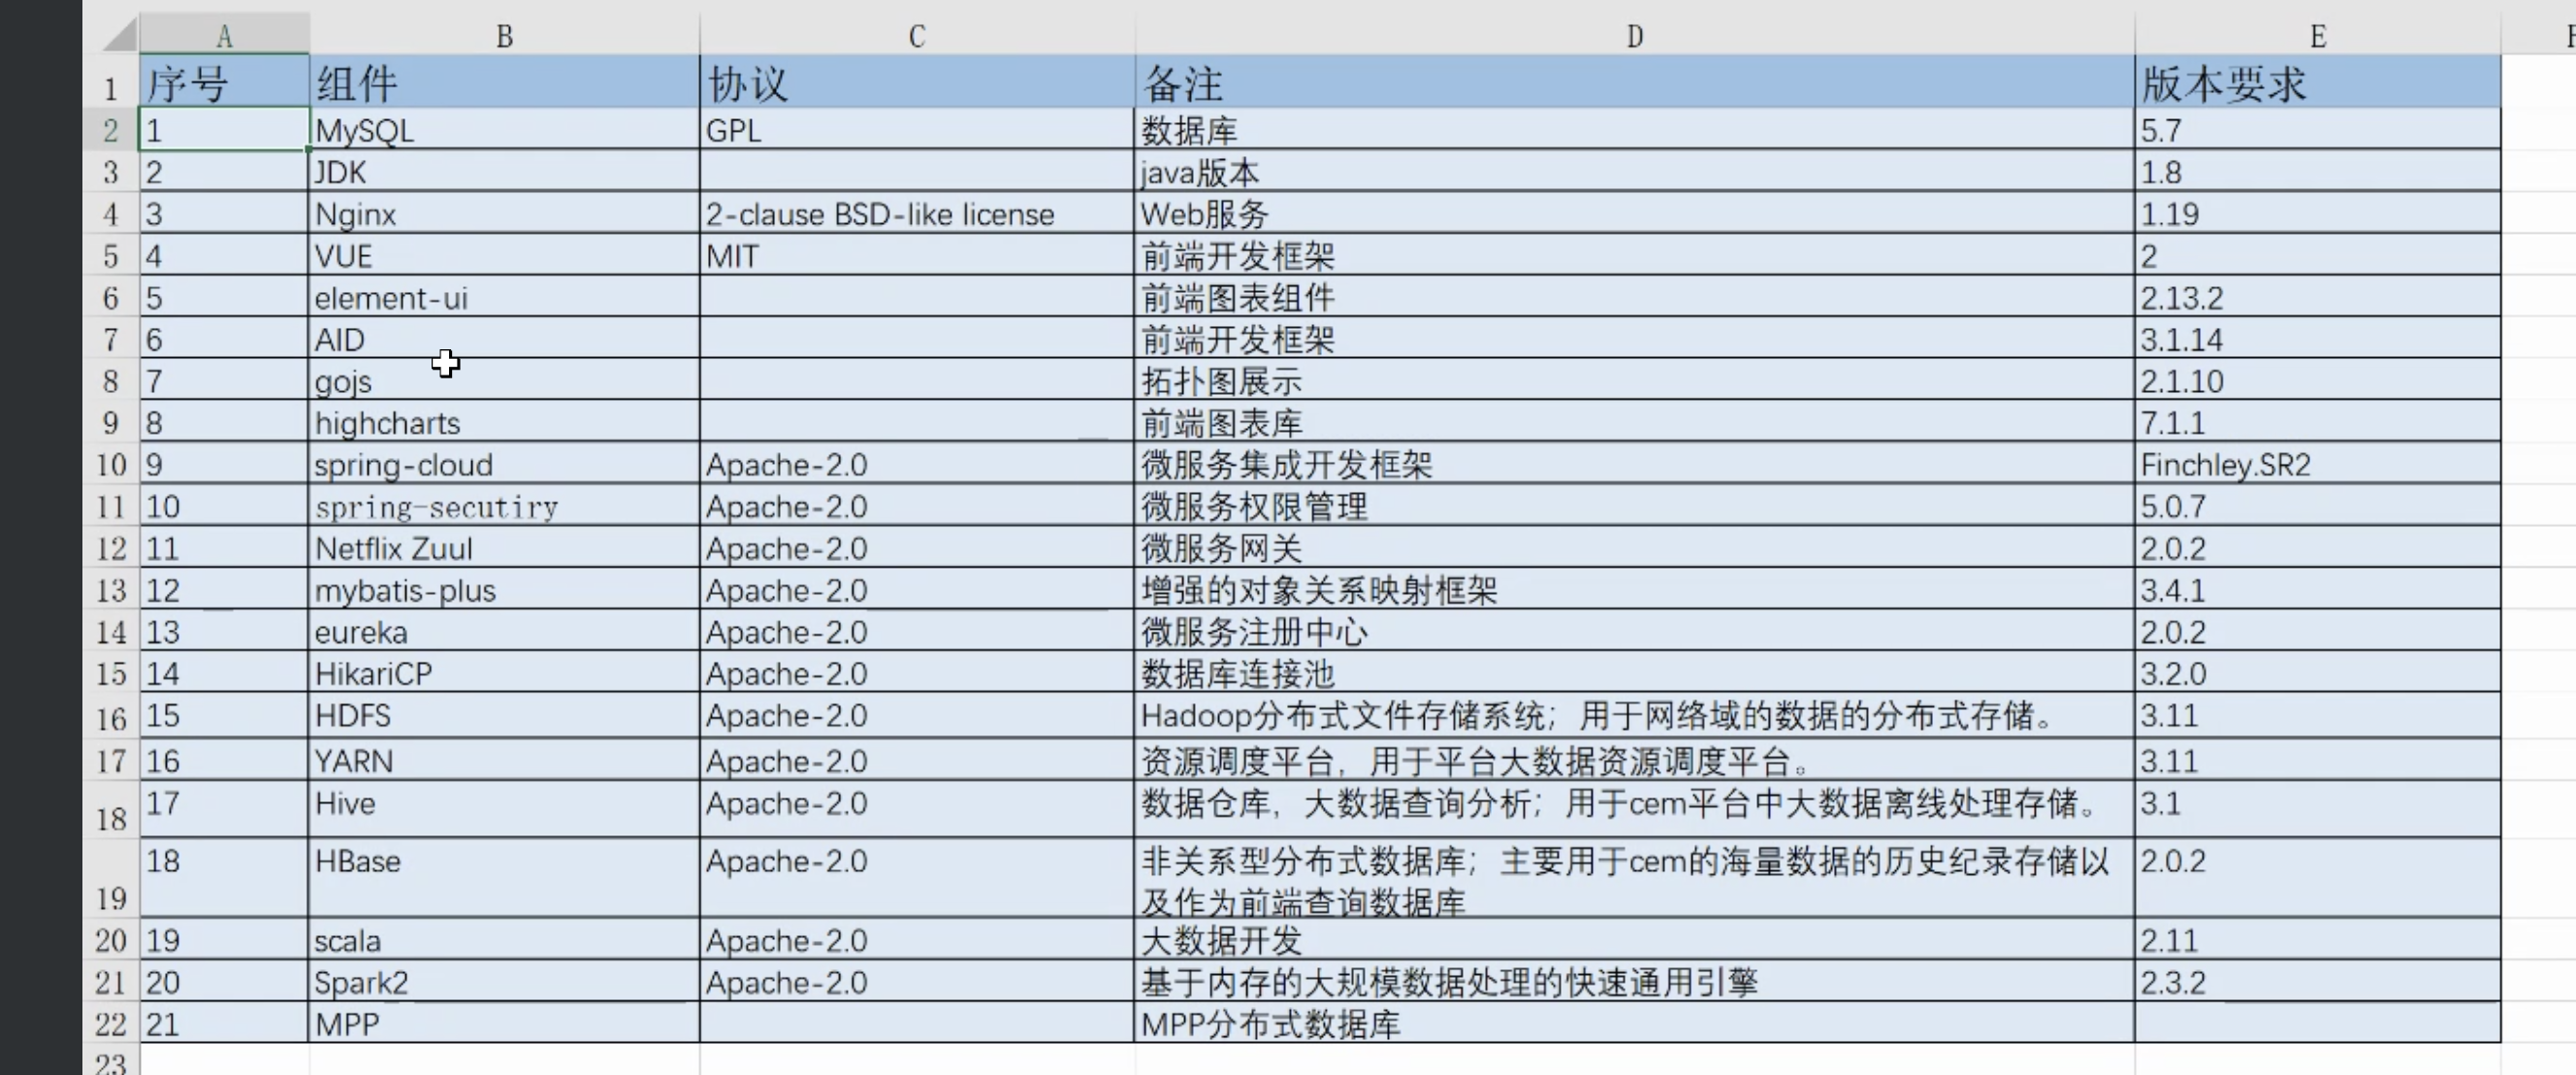 A B C D E
1 序号 组件 协议 备注 版本要求
2 1 MySQL GPL 数据库 5.7
3 2 JDK java版本 1.8
4 3 Nginx 2-clause BSD-like license Web服务 1.19
5 4 VUE MIT 前端开发框架 2
6 5 element-ui 前端图表组件 2.13.2
7 6 AID 前端开发框架 3.1.14
8 7 gojs 拓扑图展示 2.1.10
9 8 highcharts 前端图表库 7.1.1
10 9 spring-cloud Apache-2.0 微服务集成开发框架 Finchley.SR2
11 10 spring-secutiry Apache-2.0 微服务权限管理 5.0.7
12 11 Netflix Zuul Apache-2.0 微服务网关 2.0.2
13 12 mybatis-plus Apache-2.0 增强的对象关系映射框架 3.4.1
14 13 eureka Apache-2.0 微服务注册中心 2.0.2
15 14 HikariCP Apache-2.0 数据库连接池 3.2.0
16 15 HDFS Apache-2.0 Hadoop分布式文件存储系统；用于网络域的数据的分布式存储。 3.11
17 16 YARN Apache-2.0 资源调度平台，用于平台大数据资源调度平台。 3.11
18 17 Hive Apache-2.0 数据仓库，大数据查询分析；用于cem平台中大数据离线处理存储。 3.1
18 HBase Apache-2.0 非关系型分布式数据库；主要用于cem的海量数据的历史纪录存储以 2.0.2
19 及作为前端查询数据库
20 19 scala Apache-2.0 大数据开发 2.11
21 20 Spark2 Apache-2.0 基于内存的大规模数据处理的快速通用引擎 2.3.2
22 21 MPP MPP分布式数据库
23